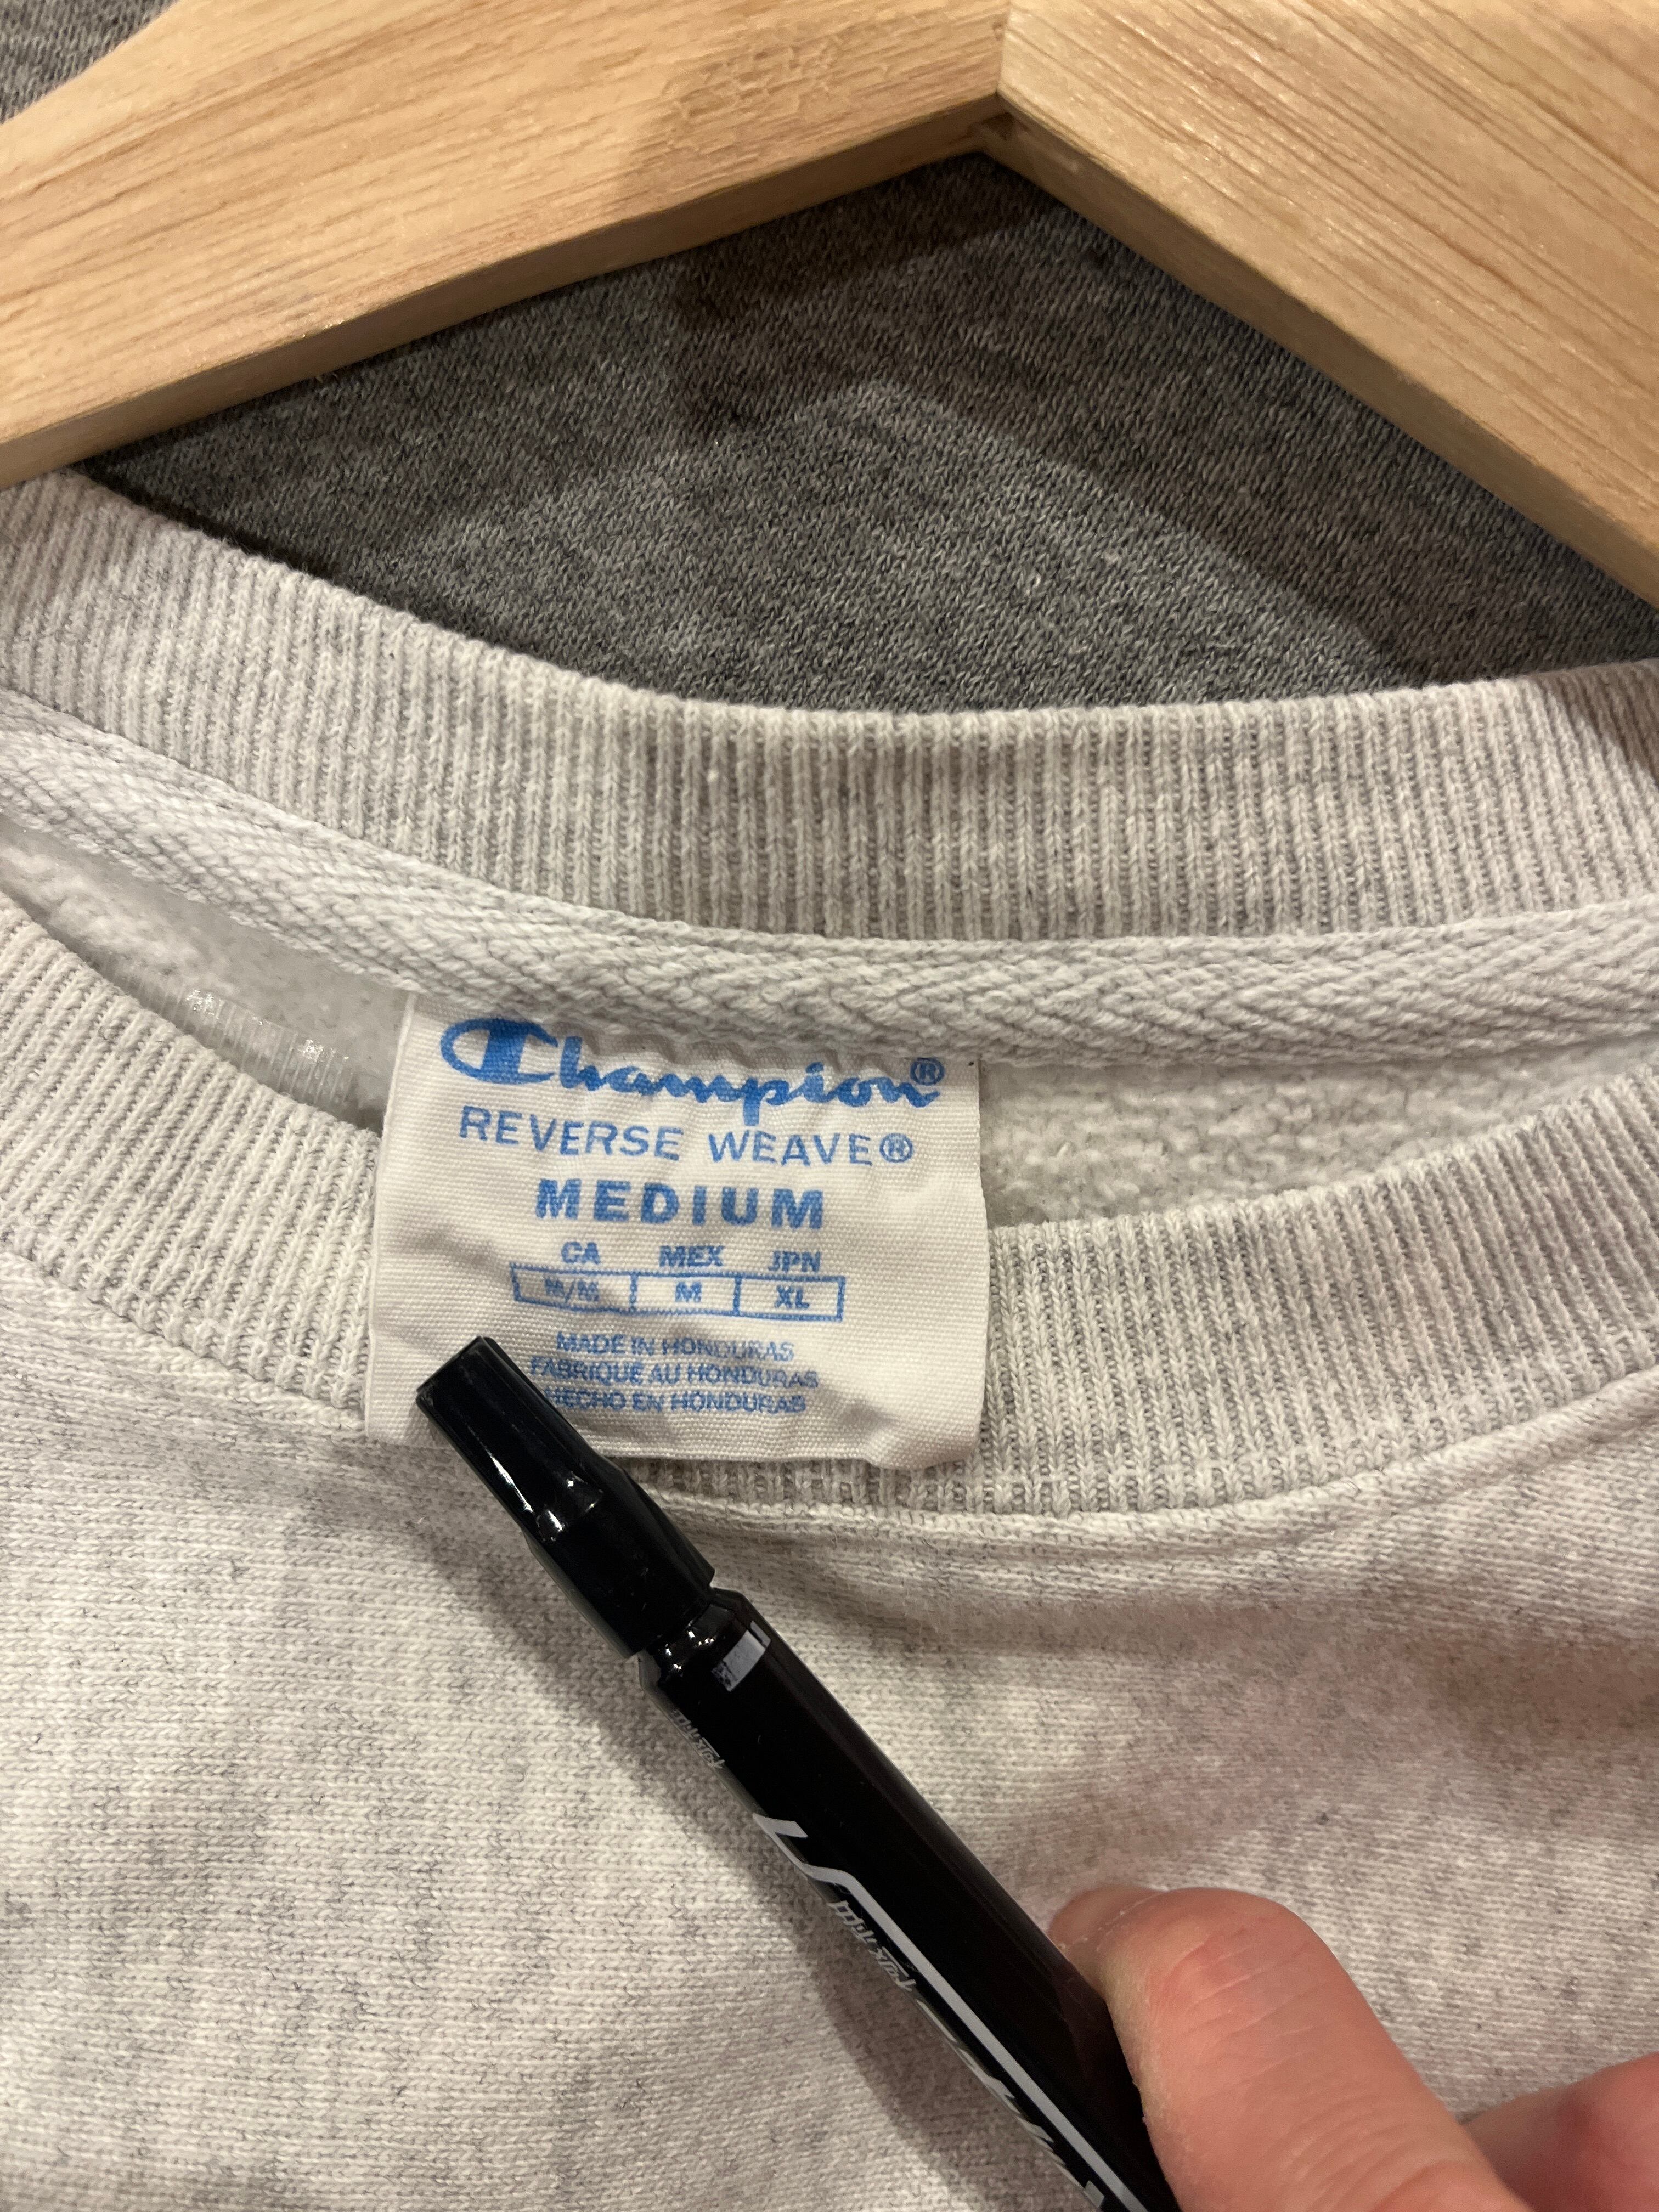 Champion®
REVERSE WEAVE®
MEDIUM
CA MEX JPN
M/M M XL
MADE IN HONDURAS
FABRIQUÉ AU HONDURAS
HECHO EN HONDURAS